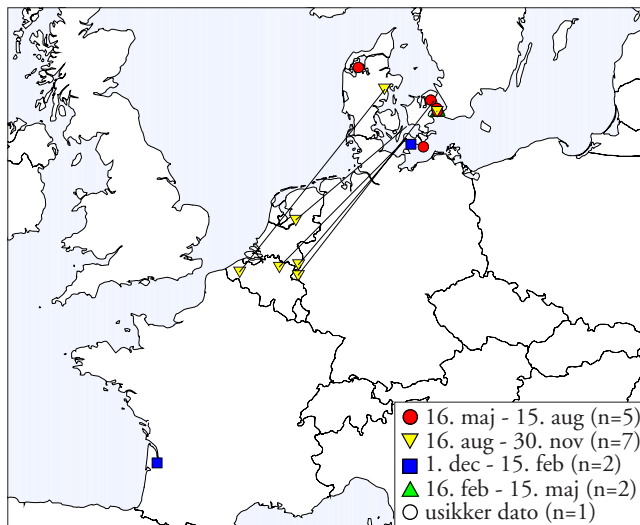 16. maj - 15. aug (n=5)
16. aug - 30. nov (n=7)
1. dec - 15. feb (n=2)
16. feb - 15. maj (n=2)
usikker dato (n=1)